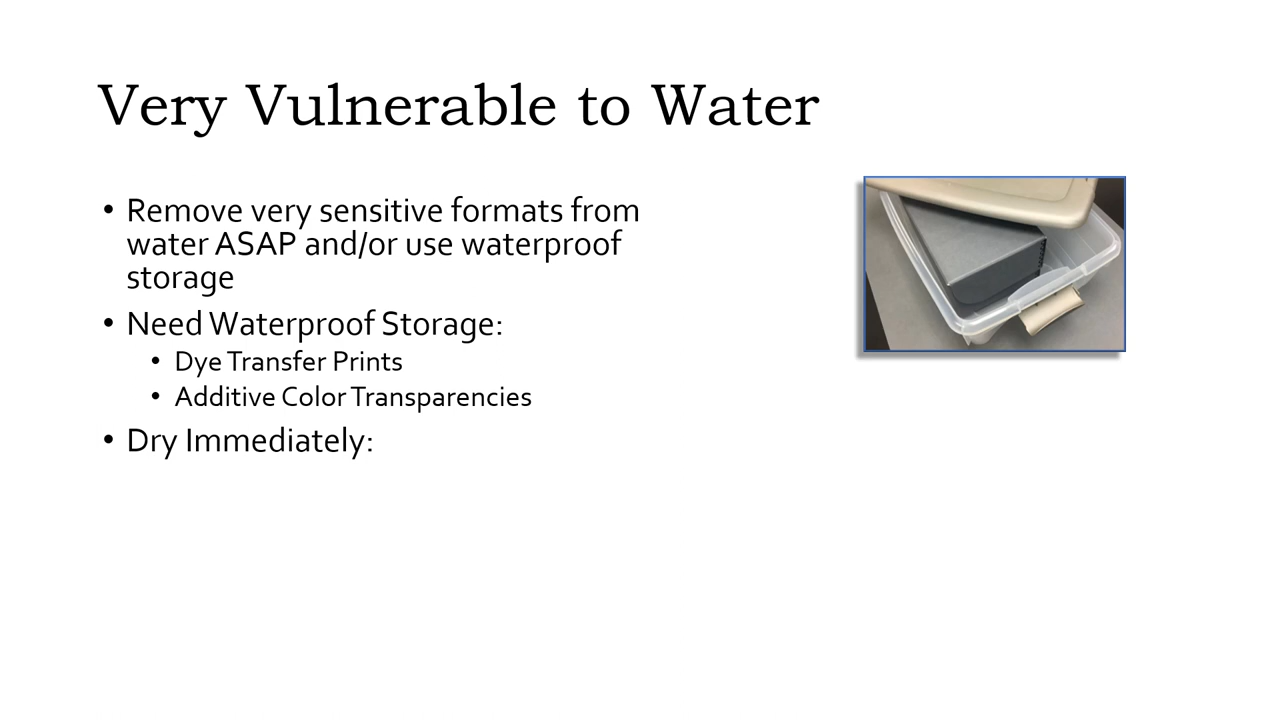 Very Vulnerable to Water
• Remove very sensitive formats from
water ASAP and/or use waterproof
storage
• Need Waterproof Storage:
• Dye Transfer Prints
• Additive Color Transparencies
• Dry Immediately: